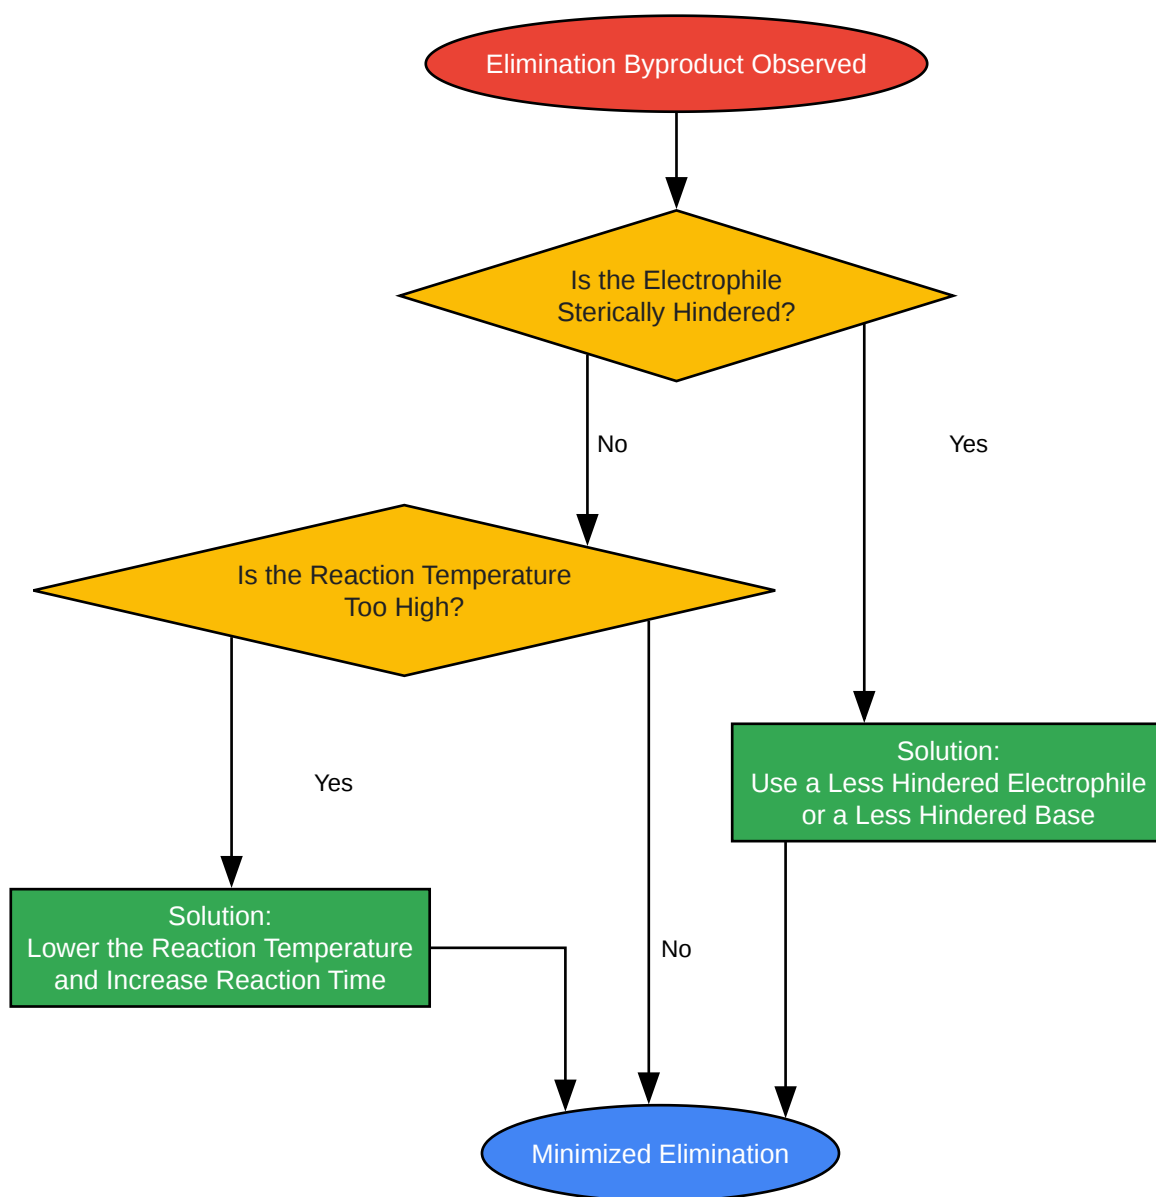 Elimination Byproduct Observed
Is the Electrophile
Sterically Hindered?
No
Yes
Is the Reaction Temperature
Too High?
Solution:
Use a Less Hindered Electrophile
or a Less Hindered Base
Yes
Solution:
Lower the Reaction Temperature
and Increase Reaction Time
No
Minimized Elimination